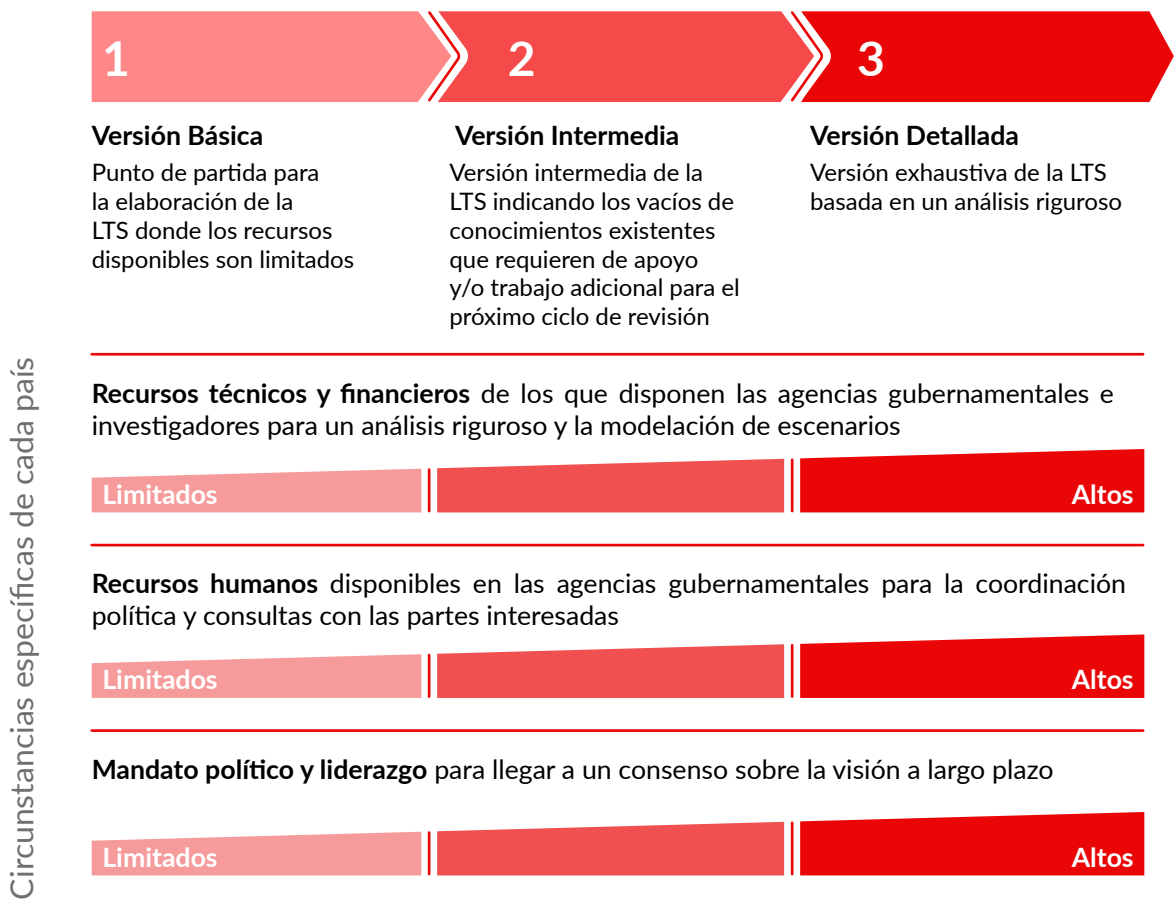 1
2
3
Versión Básica
Punto de partida para
la elaboración de la
LTS donde los recursos
disponibles son limitados
Versión Intermedia
Versión intermedia de la
LTS indicando los vacíos de
conocimientos existentes
que requieren de apoyo
y/o trabajo adicional para el
próximo ciclo de revisión
Versión Detallada
Versión exhaustiva de la LTS
basada en un análisis riguroso
Circunstancias específicas de cada país
Recursos técnicos y financieros de los que disponen las agencias gubernamentales e
investigadores para un análisis riguroso y la modelación de escenarios
Limitados
Altos
Recursos humanos disponibles en las agencias gubernamentales para la coordinación
política y consultas con las partes interesadas
Limitados
Altos
Mandato político y liderazgo para llegar a un consenso sobre la visión a largo plazo
Limitados
Altos